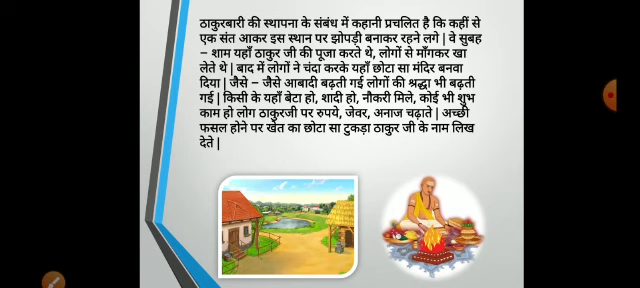 ठाकुरबारी की स्थापना के संबंध में कहानी प्रचलित है कि कहीं से
एक संत आकर इस स्थान पर झोपड़ी बनाकर रहने लगे | वे सुबह
– शाम यहाँ ठाकुर जी की पूजा करते थे, लोगों से माँगकर खा
लेते थे | बाद में लोगों ने चंदा करके यहाँ छोटा सा मंदिर बनवा
दिया | जैसे – जैसे आबादी बढ़ती गई लोगों की श्रद्धा भी बढ़ती
गई | किसी के यहाँ बेटा हो, शादी हो, नौकरी मिले, कोई भी शुभ
काम हो लोग ठाकुरजी पर रुपये, जेवर, अनाज चढ़ाते | अच्छी
फसल होने पर खेत का छोटा सा टुकड़ा ठाकुर जी के नाम लिख
देते |